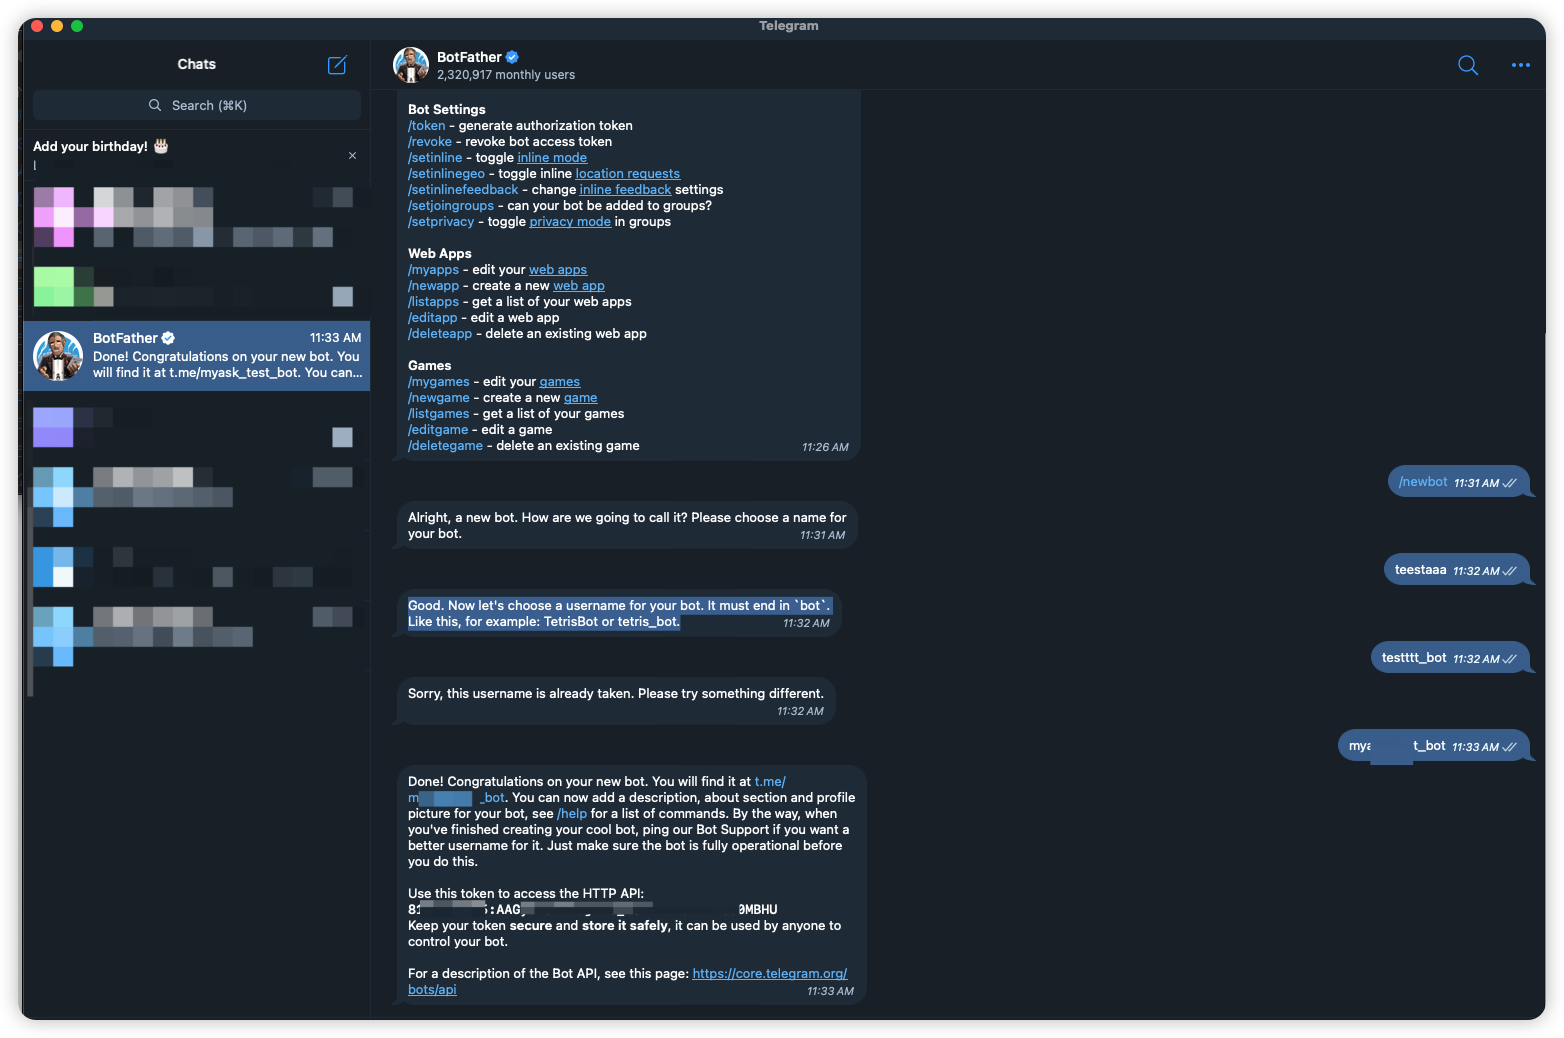 Telegram
Chats
Search (⌘K)
Add your birthday! 🎂
BotFather
11:33 AM
Done! Congratulations on your new bot. You
will find it at t.me/myask_test_bot. You can...
BotFather
2,320,917 monthly users
Bot Settings
/token - generate authorization token
/revoke - revoke bot access token
/setinline - toggle inline mode
/setinlinegeo - toggle inline location requests
/setinlinefeedback - change inline feedback settings
/setjoingroups - can your bot be added to groups?
/setprivacy - toggle privacy mode in groups
Web Apps
/myapps - edit your web apps
/newapp - create a new web app
/listapps - get a list of your web apps
/editapp - edit a web app
/deleteapp - delete an existing web app
Games
/mygames - edit your games
/newgame - create a new game
/listgames - get a list of your games
/editgame - edit a game
/deletegame - delete an existing game
11:26 AM
/newbot 11:31 AM
Alright, a new bot. How are we going to call it? Please choose a name for
your bot.
11:31 AM
teestaaa 11:32 AM
Good. Now let's choose a username for your bot. It must end in `bot`.
Like this, for example: TetrisBot or tetris_bot.
11:32 AM
testttt_bot 11:32 AM
Sorry, this username is already taken. Please try something different.
11:32 AM
t_bot 11:33 AM
Done! Congratulations on your new bot. You will find it at t.me/
_bot. You can now add a description, about section and profile
picture for your bot, see /help for a list of commands. By the way, when
you've finished creating your cool bot, ping our Bot Support if you want a
better username for it. Just make sure the bot is fully operational before
you do this.
Use this token to access the HTTP API:
:AAG
0MBHU
Keep your token secure and store it safely, it can be used by anyone to
control your bot.
For a description of the Bot API, see this page: https://core.telegram.org/
bots/api
11:33 AM